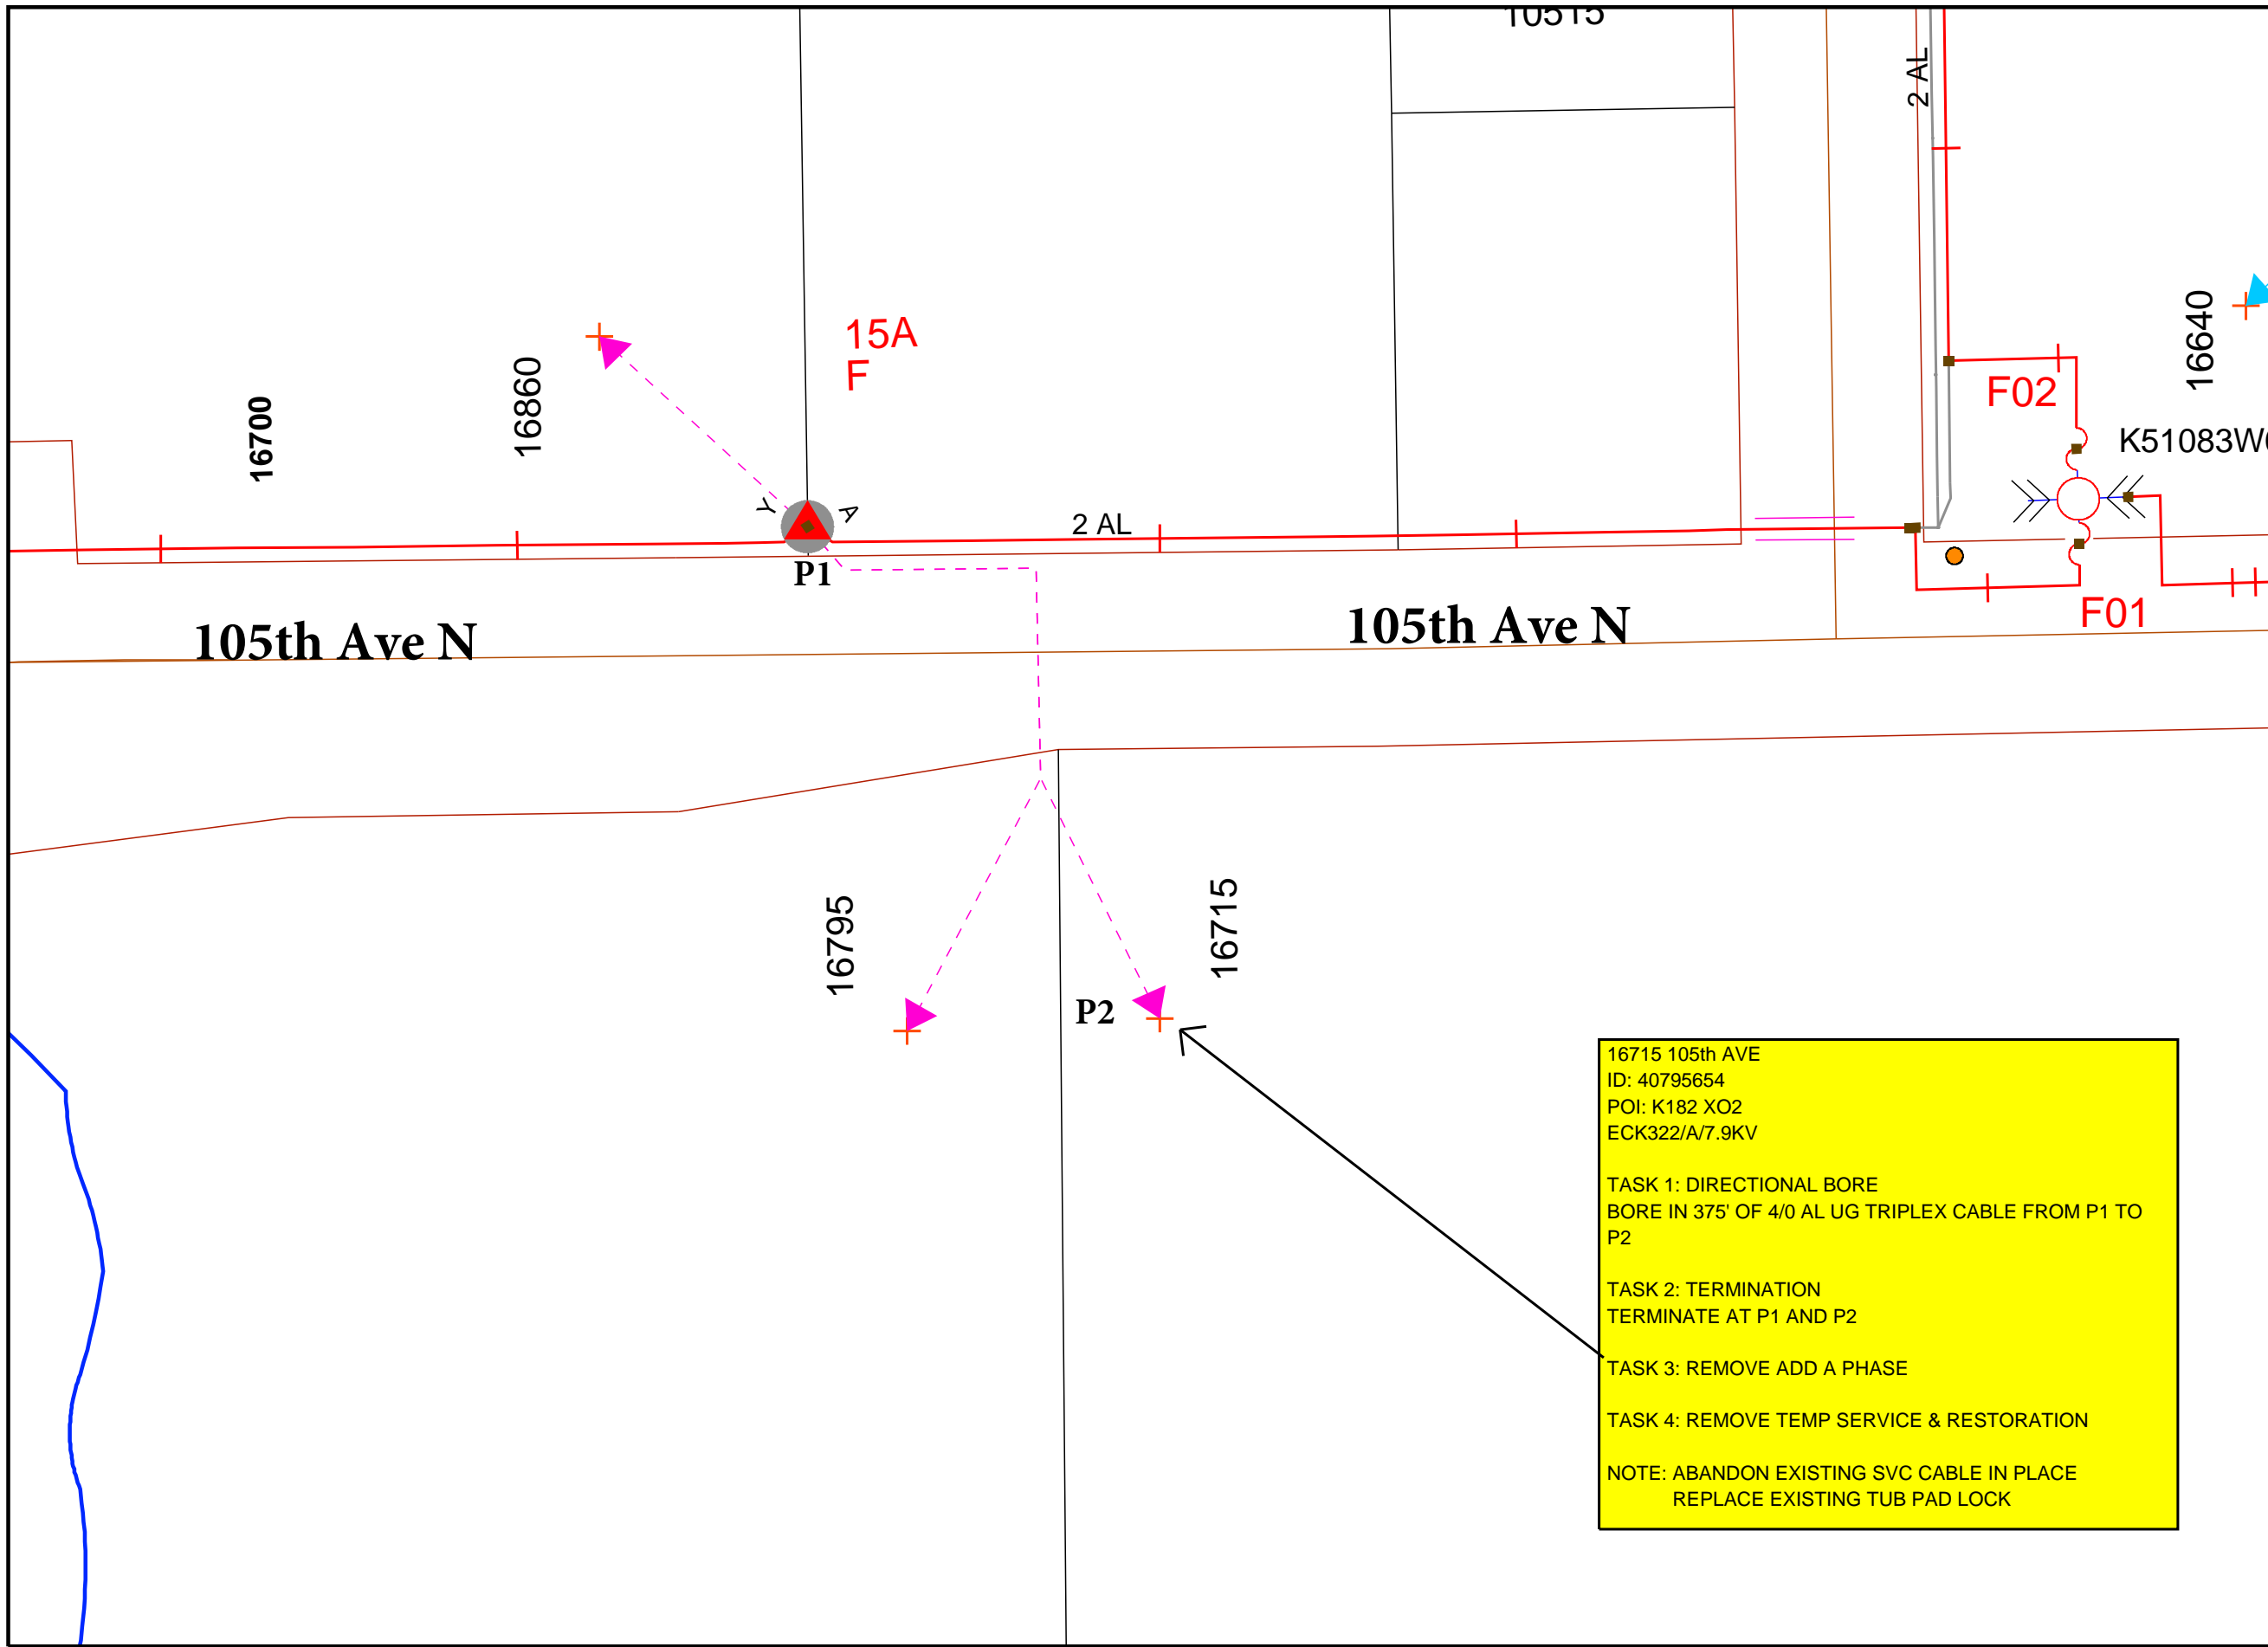 10515
2 AL
15A
F
16700
16860
16640
F02
Y
A
2 AL
P1
F01
105th Ave N
105th Ave N
16795
16715
P2
16715 105th AVE
ID: 40795654
POI: K182 XO2
ECK322/A/7.9KV
TASK 1: DIRECTIONAL BORE
BORE IN 375' OF 4/0 AL UG TRIPLEX CABLE FROM P1 TO
P2
TASK 2: TERMINATION
TERMINATE AT P1 AND P2
TASK 3: REMOVE ADD A PHASE
TASK 4: REMOVE TEMP SERVICE & RESTORATION
NOTE: ABANDON EXISTING SVC CABLE IN PLACE
REPLACE EXISTING TUB PAD LOCK